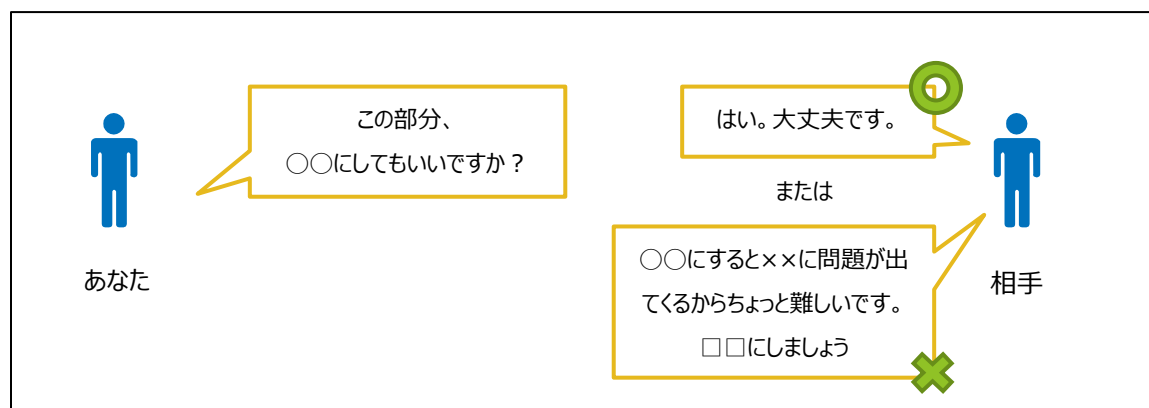 この部分、
○○にしてもいいですか？
あなた
はい。大丈夫です。
または
○○にすると××に問題が出
てくるからちょっと難しいです。
□□にしましょう
相手